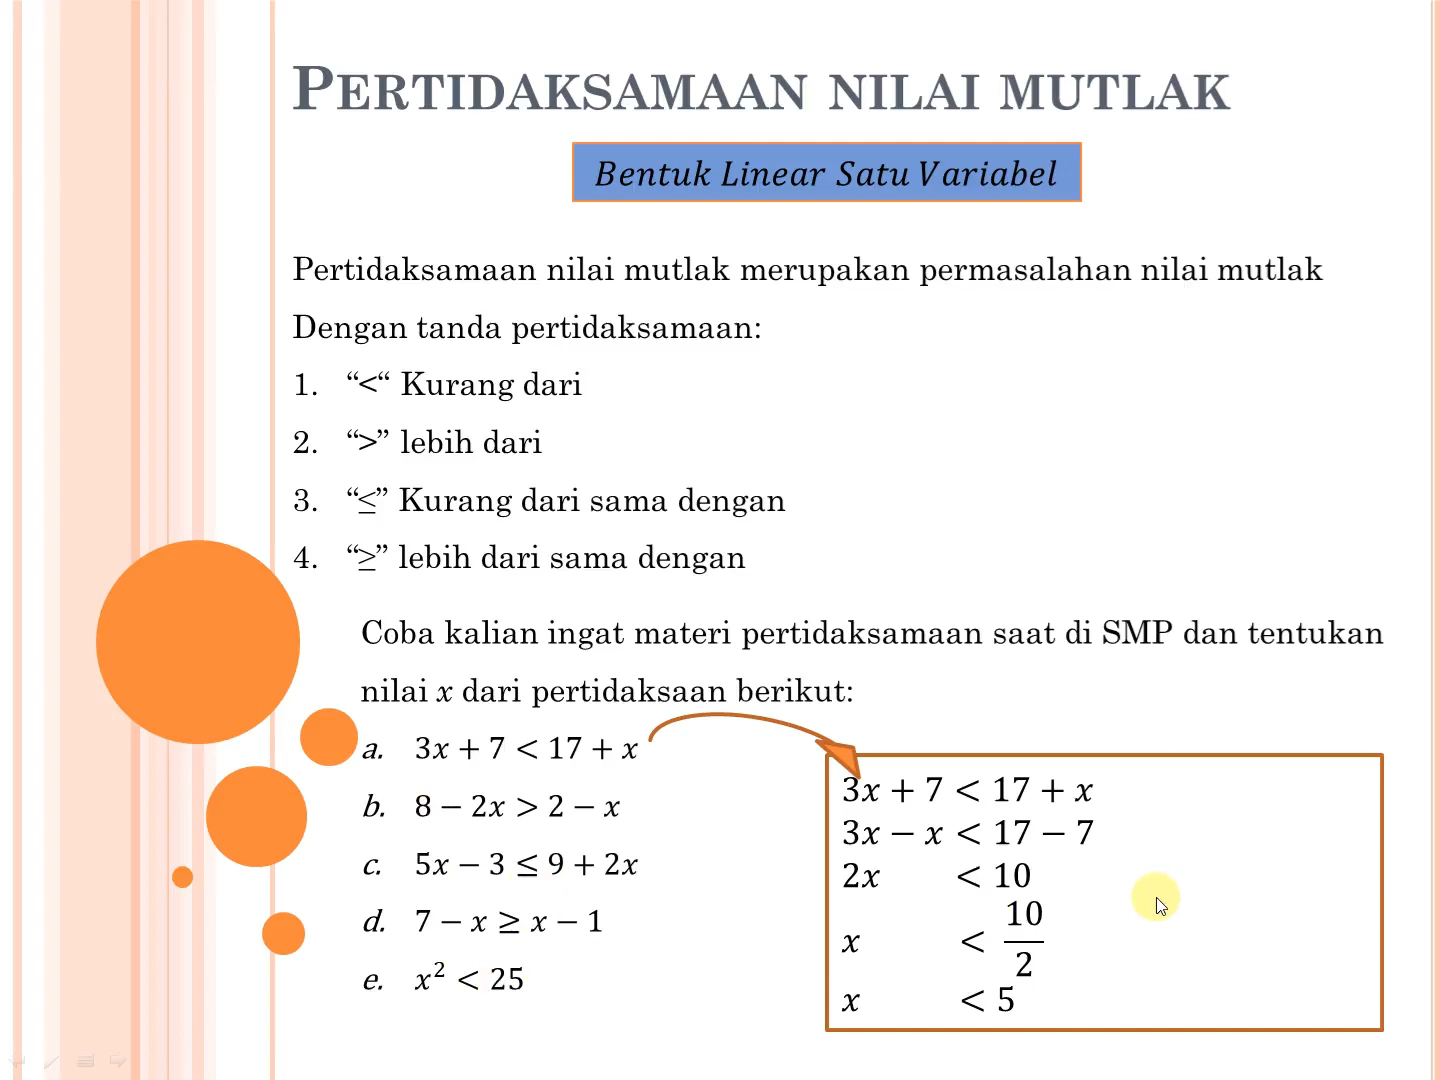 PERTIDAKSAMAAN NILAI MUTLAK
Bentuk Linear Satu Variabel
Pertidaksamaan nilai mutlak merupakan permasalahan nilai mutlak
Dengan tanda pertidaksamaan:
1. “<“ Kurang dari
2. “>” lebih dari
3. “≤” Kurang dari sama dengan
4. “≥” lebih dari sama dengan
Coba kalian ingat materi pertidaksamaan saat di SMP dan tentukan
nilai x dari pertidaksaan berikut:
a. 3x + 7 < 17 + x
b. 8 − 2x > 2 − x
c. 5x − 3 ≤ 9 + 2x
d. 7 − x ≥ x − 1
e. x² < 25
3x + 7 < 17 + x
3x − x < 17 − 7
2x < 10
x < 10/2
x < 5